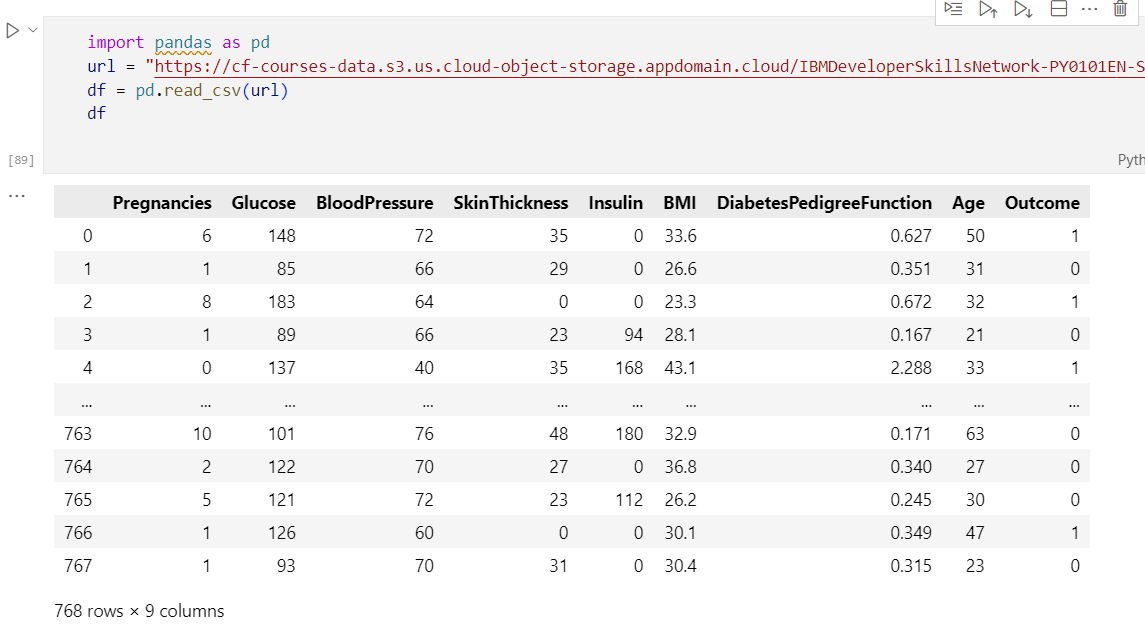 import pandas as pd
url = "https://cf-courses-data.s3.us.cloud-object-storage.appdomain.cloud/IBMDeveloperSkillsNetwork-PY0101EN-S
df = pd.read_csv(url)
df
[89]
Pyth
...
Pregnancies Glucose BloodPressure SkinThickness Insulin BMI DiabetesPedigreeFunction Age Outcome
0 6 148 72 35 0 33.6 0.627 50 1
1 1 85 66 29 0 26.6 0.351 31 0
2 8 183 64 0 0 23.3 0.672 32 1
3 1 89 66 23 94 28.1 0.167 21 0
4 0 137 40 35 168 43.1 2.288 33 1
... ... ... ... ... ... ... ... ... ...
763 10 101 76 48 180 32.9 0.171 63 0
764 2 122 70 27 0 36.8 0.340 27 0
765 5 121 72 23 112 26.2 0.245 30 0
766 1 126 60 0 0 30.1 0.349 47 1
767 1 93 70 31 0 30.4 0.315 23 0
768 rows × 9 columns